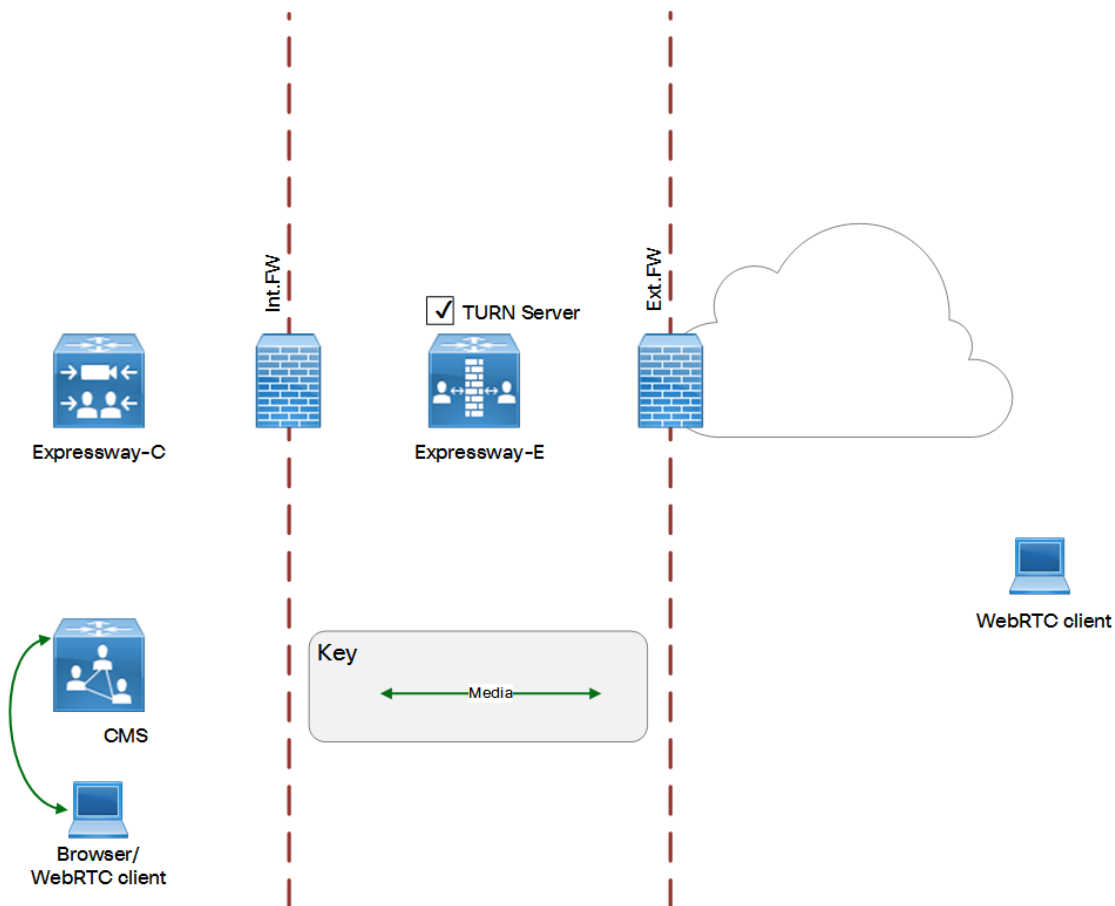 Int.FW
Ext.FW
TURN Server
Expressway-C
Expressway-E
WebRTC client
Key
Media
CMS
Browser/
WebRTC client